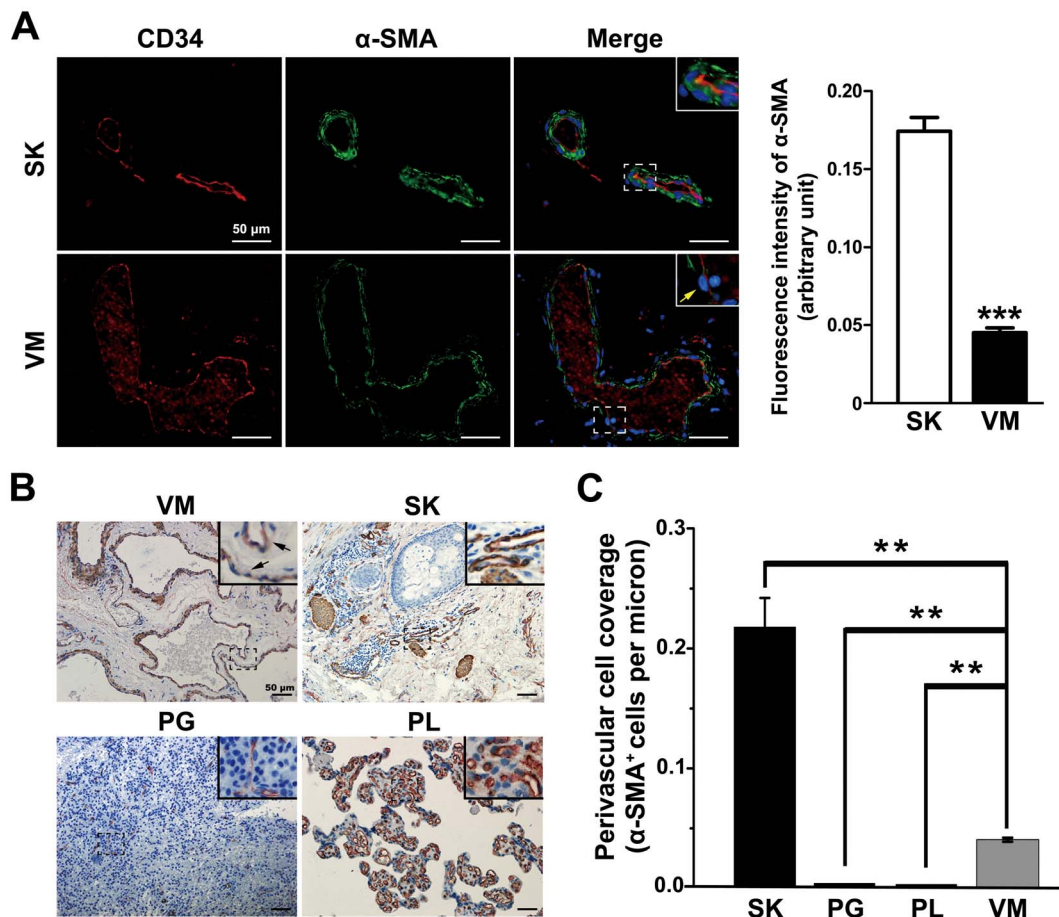 A
CD34 α-SMA Merge
SK
50 μm
VM
Fluorescence intensity of α-SMA
(arbitrary unit)
0.20
0.15
0.10
0.05
0
***
SK VM
B
VM SK
50 μm
PG PL
C
Perivascular cell coverage
(α-SMA⁺ cells per micron)
0.3
0.2
0.1
0.0
**
**
**
SK PG PL VM